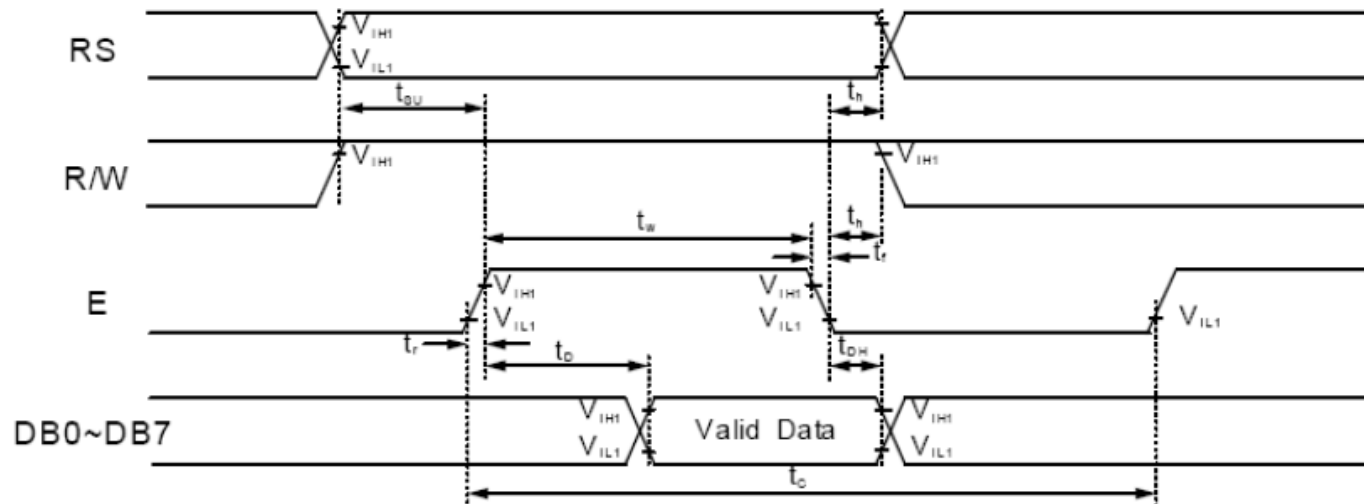 RS
VIH1
VIL1
tSU
th
R/W
VIH1
VIH1
tw
th
tf
E
VIH1
VIL1
VIH1
VIL1
VIL1
tr
tD
tDH
DB0~DB7
VIH1
VIL1
Valid Data
VIH1
VIL1
tC